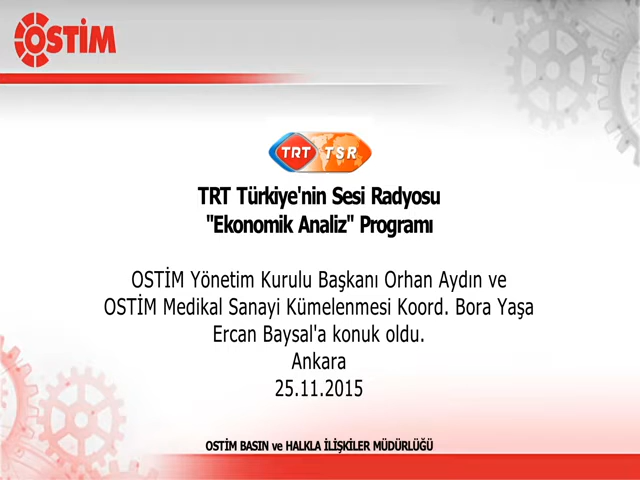 OSTİM
TRT TSR
TRT Türkiye'nin Sesi Radyosu
"Ekonomik Analiz" Programı
OSTİM Yönetim Kurulu Başkanı Orhan Aydın ve
OSTİM Medikal Sanayi Kümelenmesi Koord. Bora Yaşa
Ercan Baysal'a konuk oldu.
Ankara
25.11.2015
OSTİM BASIN ve HALKLA İLİŞKİLER MÜDÜRLÜĞÜ